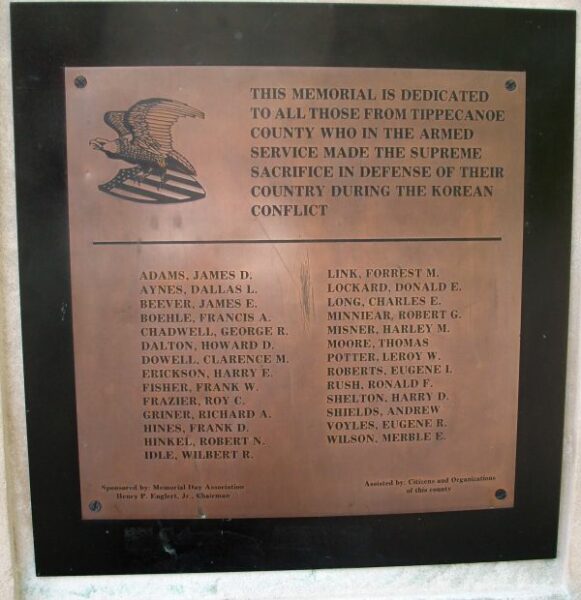 THIS MEMORIAL IS DEDICATED
TO ALL THOSE FROM TIPPECANOE
COUNTY WHO IN THE ARMED
SERVICE MADE THE SUPREME
SACRIFICE IN DEFENSE OF THEIR
COUNTRY DURING THE KOREAN
CONFLICT
ADAMS, JAMES D.
AYNES, DALLAS L.
BEEVER, JAMES E.
BOEHLE, FRANCIS A.
CHADWELL, GEORGE R.
DALTON, HOWARD D.
DOWELL, CLARENCE M.
ERICKSON, HARRY E.
FISHER, FRANK W.
FRAZIER, ROY C.
GRINER, RICHARD A.
HINES, FRANK D.
HINKEL, ROBERT N.
IDLE, WILBERT R.
LINK, FORREST M.
LOCKARD, DONALD E.
LONG, CHARLES E.
MINNIEAR, ROBERT G.
MISNER, HARLEY M.
MOORE, THOMAS
POTTER, LEROY W.
ROBERTS, EUGENE I.
RUSH, RONALD F.
SHELTON, HARRY D.
SHIELDS, ANDREW
VOYLES, EUGENE R.
WILSON, MERBLE E.
Sponsored by: Memorial Day Association
Henry P. Englert, Jr., Chairman
Assisted by: Citizens and Organizations
of this county